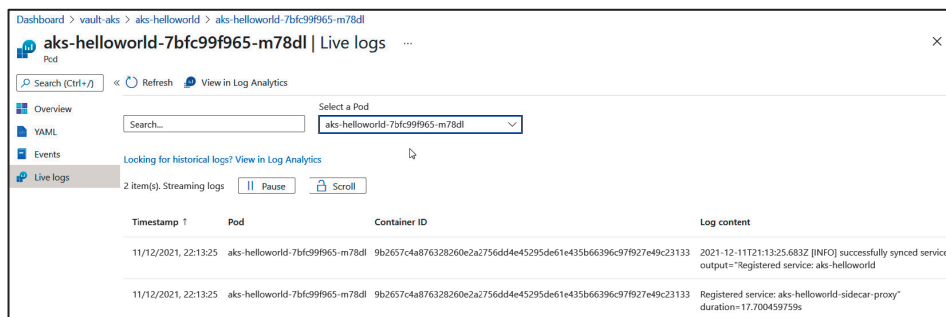 Dashboard > vault-aks > aks-helloworld > aks-helloworld-7bfc99f965-m78dl
aks-helloworld-7bfc99f965-m78dl | Live logs ...
Pod
Search (Ctrl+/) « Refresh View in Log Analytics
Overview
YAML
Events
Live logs
Select a Pod
Search... aks-helloworld-7bfc99f965-m78dl
Looking for historical logs? View in Log Analytics
2 item(s). Streaming logs Pause Scroll
Timestamp ↑ Pod Container ID Log content
11/12/2021, 22:13:25 aks-helloworld-7bfc99f965-m78dl 9b2657c4a876328260e2a2756dd4e45295de61e435b66396c97f927e49c23133 2021-12-11T21:13:25.683Z [INFO] successfully synced service
output="Registered service: aks-helloworld
11/12/2021, 22:13:25 aks-helloworld-7bfc99f965-m78dl 9b2657c4a876328260e2a2756dd4e45295de61e435b66396c97f927e49c23133 Registered service: aks-helloworld-sidecar-proxy"
duration=17.700459759s